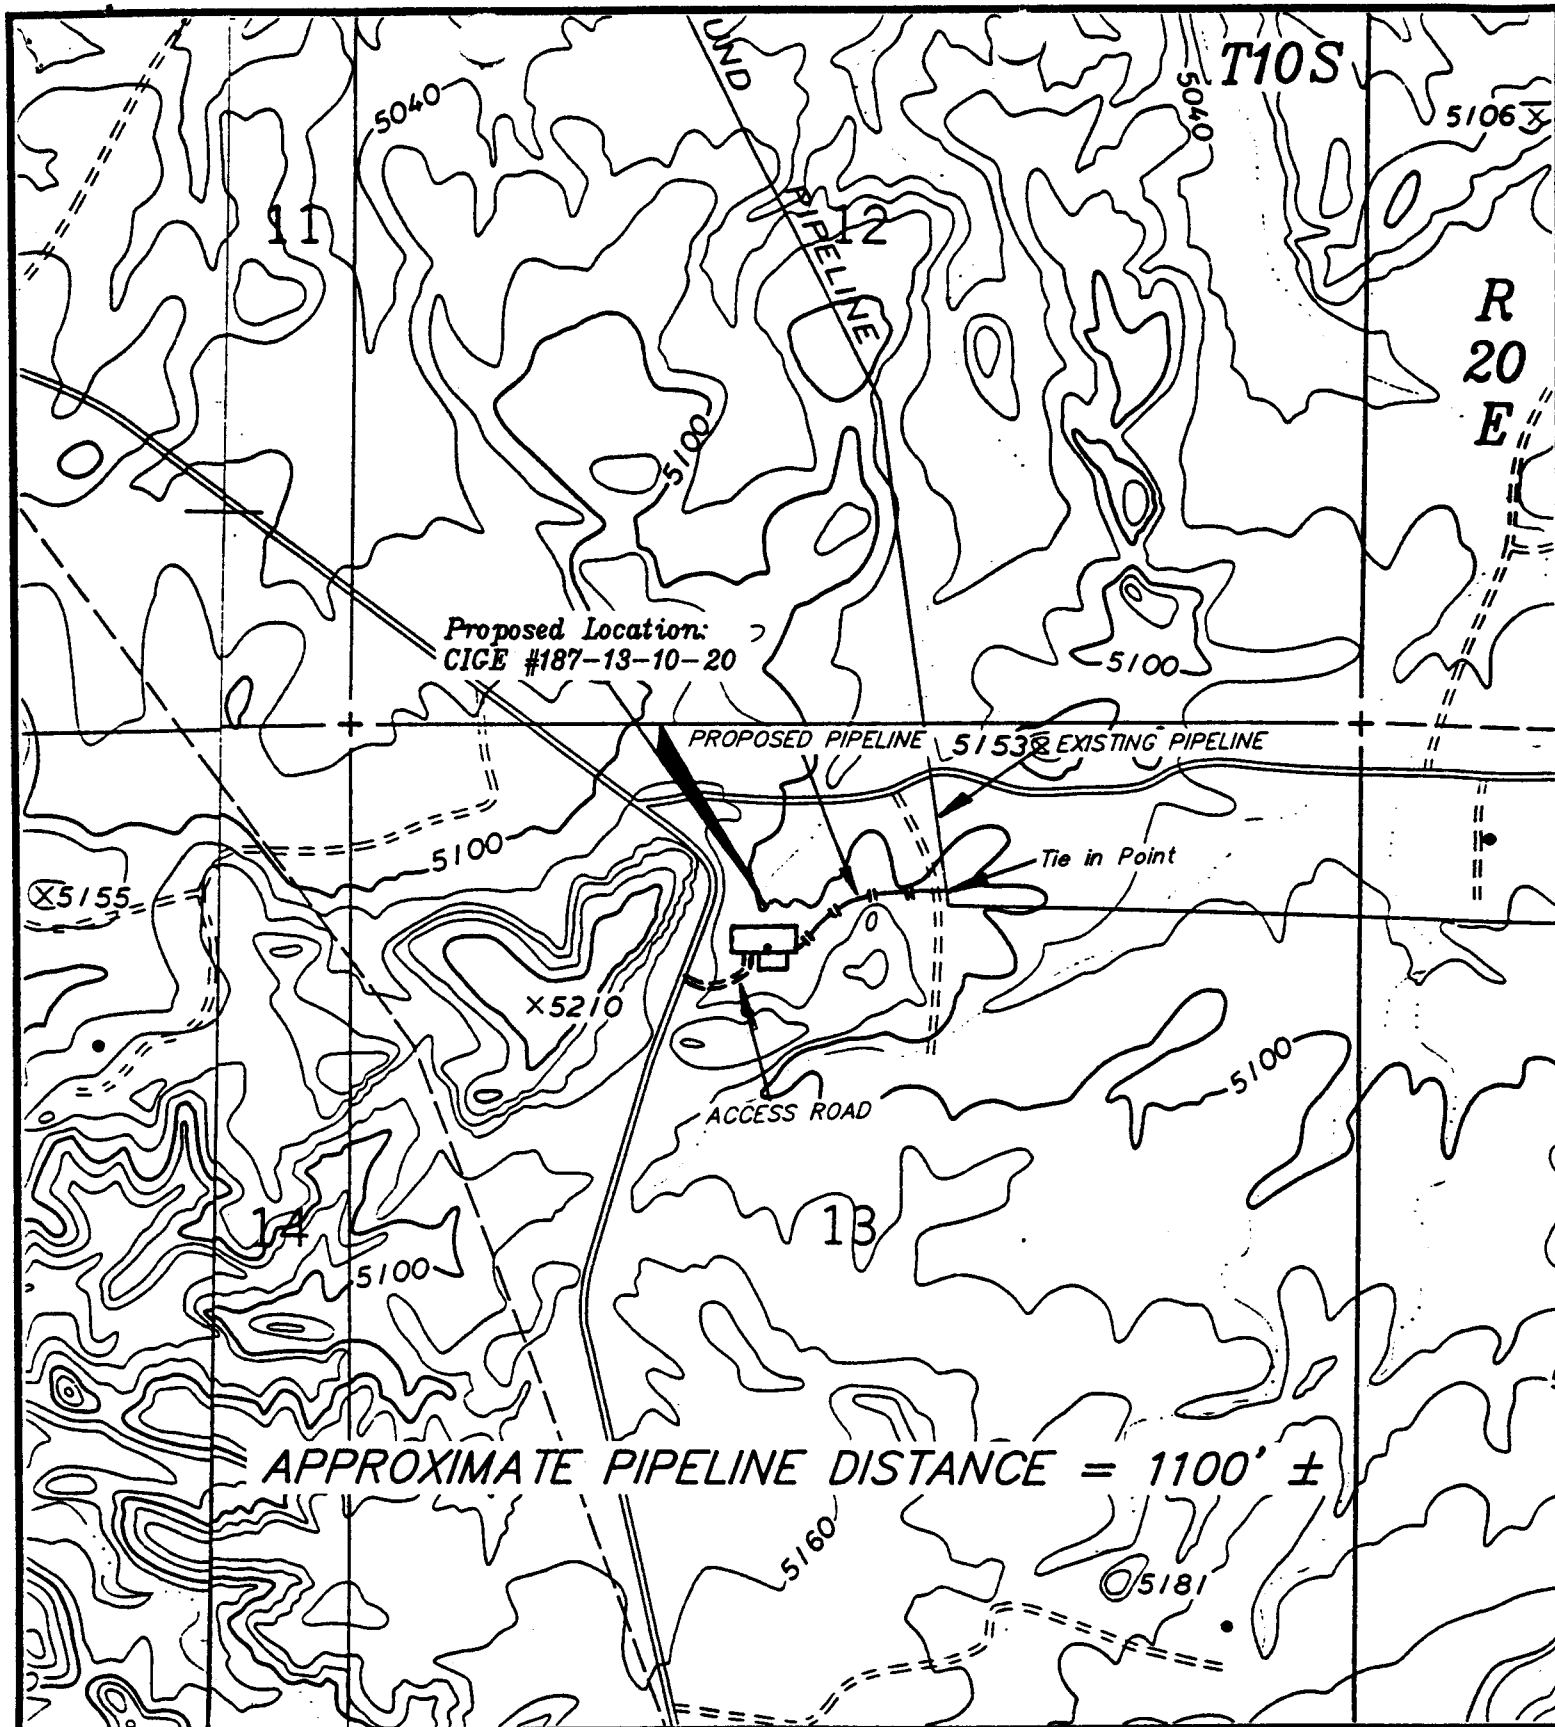 UND
T10S
5040
5040
5106
11
PIPELINE
12
R
20
E
5100
Proposed Location:
CIGE #187-13-10-20
5100
PROPOSED PIPELINE
5153
EXISTING PIPELINE
5100
Tie in Point
5155
×5210
5100
ACCESS ROAD
14
13
5100
APPROXIMATE PIPELINE DISTANCE = 1100' ±
5160
5181